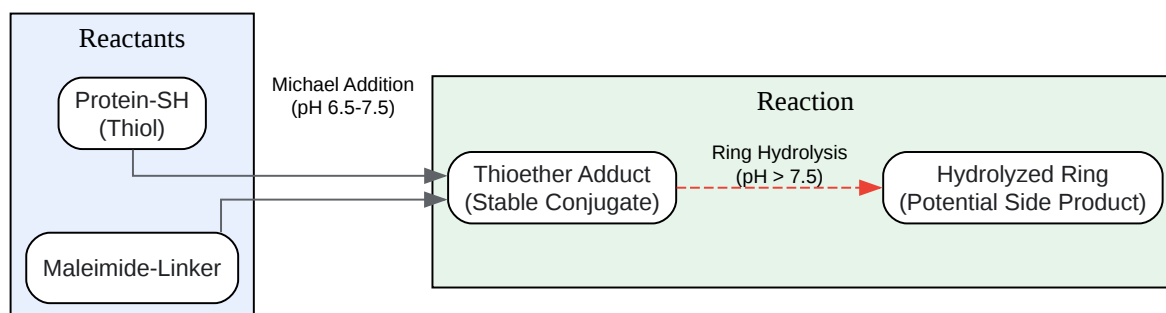 Reactants
Protein-SH
(Thiol)
Maleimide-Linker
Michael Addition
(pH 6.5-7.5)
Reaction
Thioether Adduct
(Stable Conjugate)
Ring Hydrolysis
(pH > 7.5)
Hydrolyzed Ring
(Potential Side Product)